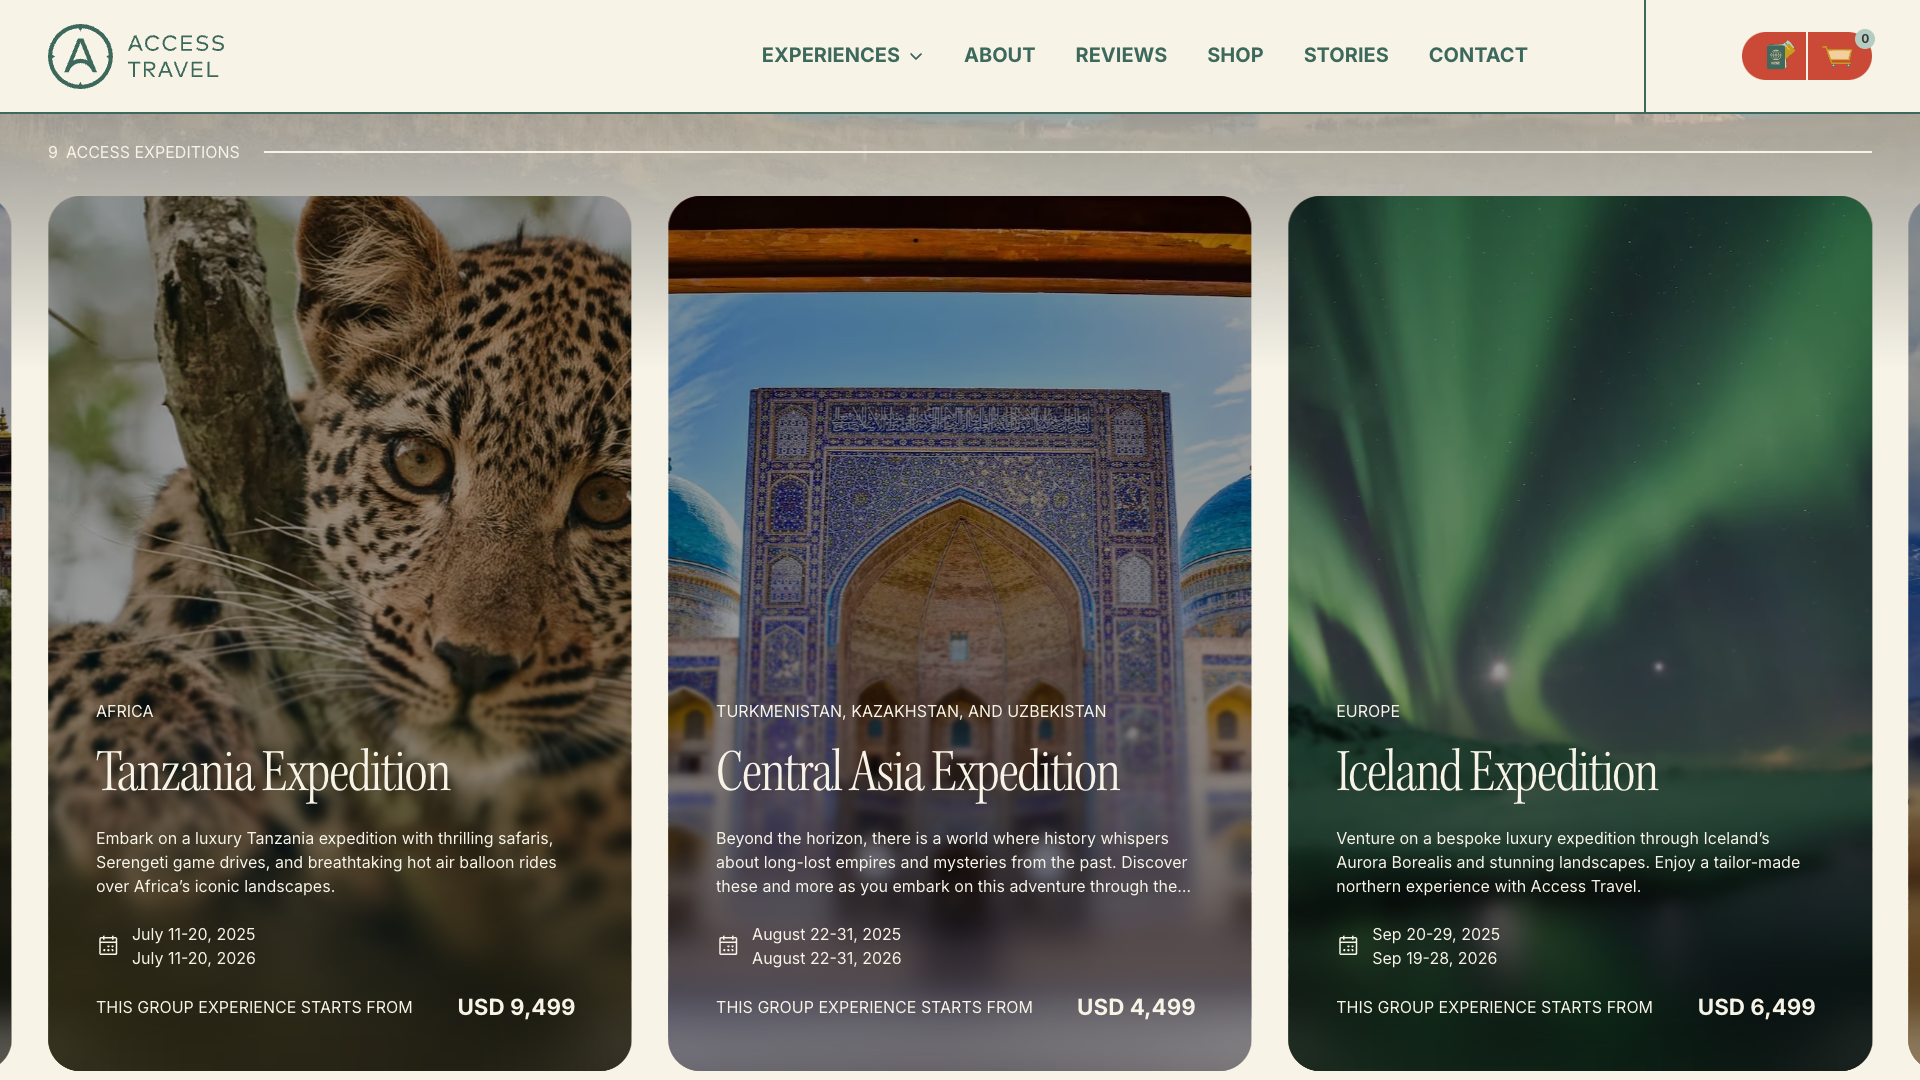 ACCESS
TRAVEL
EXPERIENCES
ABOUT
REVIEWS
SHOP
STORIES
CONTACT
0
9 ACCESS EXPEDITIONS
AFRICA
Tanzania Expedition
Embark on a luxury Tanzania expedition with thrilling safaris,
Serengeti game drives, and breathtaking hot air balloon rides
over Africa’s iconic landscapes.
July 11-20, 2025
July 11-20, 2026
THIS GROUP EXPERIENCE STARTS FROM USD 9,499
TURKMENISTAN, KAZAKHSTAN, AND UZBEKISTAN
Central Asia Expedition
Beyond the horizon, there is a world where history whispers
about long-lost empires and mysteries from the past. Discover
these and more as you embark on this adventure through the...
August 22-31, 2025
August 22-31, 2026
THIS GROUP EXPERIENCE STARTS FROM USD 4,499
EUROPE
Iceland Expedition
Venture on a bespoke luxury expedition through Iceland’s
Aurora Borealis and stunning landscapes. Enjoy a tailor-made
northern experience with Access Travel.
Sep 20-29, 2025
Sep 19-28, 2026
THIS GROUP EXPERIENCE STARTS FROM USD 6,499